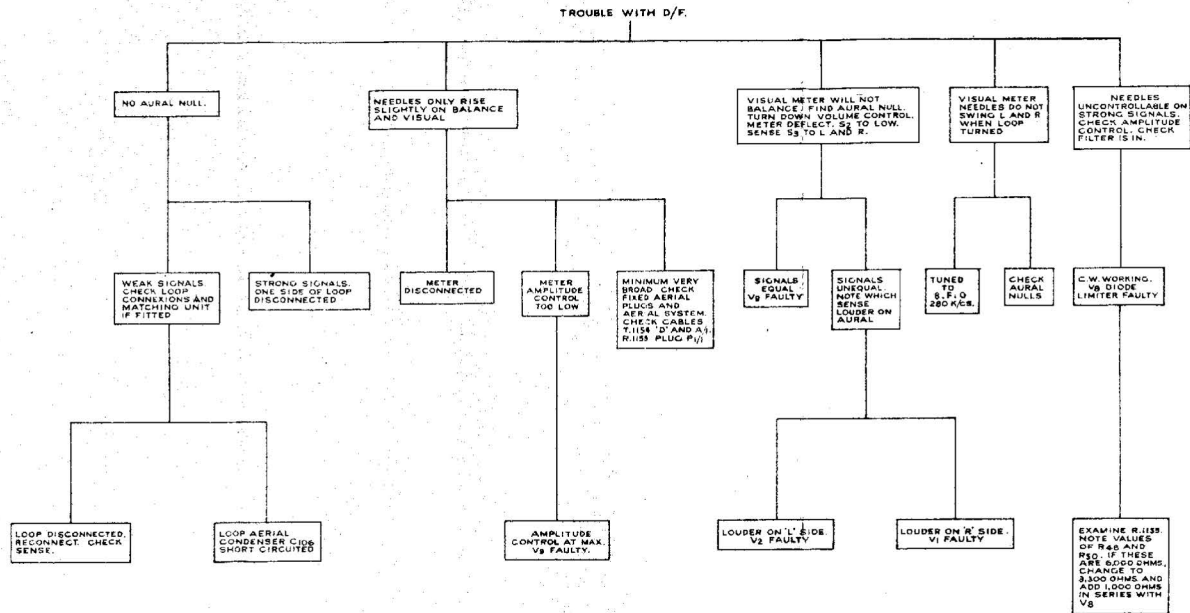 TROUBLE WITH D/F.
NO AURAL NULL.
NEEDLES ONLY RISE
SLIGHTLY ON BALANCE
AND VISUAL
VISUAL METER WILL NOT
BALANCE, FIND AURAL NULL.
TURN DOWN VOLUME CONTROL.
METER DEFLECT. S2 TO LOW.
SENSE S3 TO L AND R.
VISUAL METER
NEEDLES DO NOT
SWING L AND R
WHEN LOOP
TURNED
NEEDLES
UNCONTROLLABLE ON
STRONG SIGNALS.
CHECK AMPLITUDE
CONTROL. CHECK
FILTER IS IN.
WEAK SIGNALS.
CHECK LOOP
CONNEXIONS AND
MATCHING UNIT
IF FITTED
STRONG SIGNALS.
ONE SIDE OF LOOP
DISCONNECTED
METER
DISCONNECTED
METER
AMPLITUDE
CONTROL
TOO LOW
MINIMUM VERY
BROAD CHECK
FIXED AERIAL
PLUGS AND
AERIAL SYSTEM.
CHECK CABLES
T.1154 'D' AND
R.1155 PLUG P1/1
SIGNALS
EQUAL
FAULTY
SIGNALS
UNEQUAL.
NOTE WHICH
SENSE
LOUDER ON
AURAL
TUNED
TO
B.F.O
280 K/CS.
CHECK
AURAL
NULLS
C.W. WORKING.
V8 DIODE
LIMITER FAULTY
LOOP DISCONNECTED.
RECONNECT. CHECK
SENSE.
LOOP AERIAL
CONDENSER C106
SHORT CIRCUITED
AMPLITUDE
CONTROL AT MAX.
V9 FAULTY.
LOUDER ON 'L' SIDE.
V2 FAULTY
LOUDER ON 'R' SIDE.
V1 FAULTY
EXAMINE R.1155.
NOTE VALUES
OF R46 AND
R50. IF THESE
ARE 6,000 OHMS,
CHANGE TO
3,300 OHMS AND
ADD 1,000 OHMS
IN SERIES WITH
V8